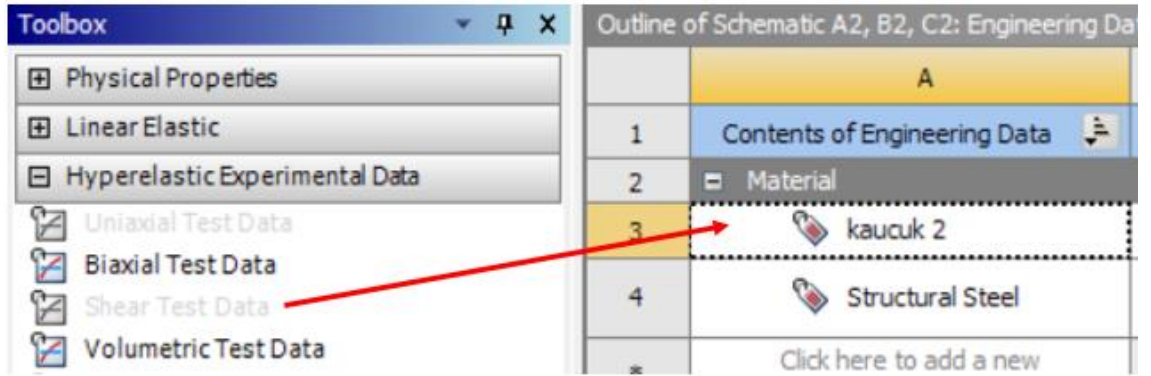 Toolbox
Physical Properties
Linear Elastic
Hyperelastic Experimental Data
Uniaxial Test Data
Biaxial Test Data
Shear Test Data
Volumetric Test Data
Outline of Schematic A2, B2, C2: Engineering Da
A
1 Contents of Engineering Data
2 Material
3 kaucuk 2
4 Structural Steel
* Click here to add a new